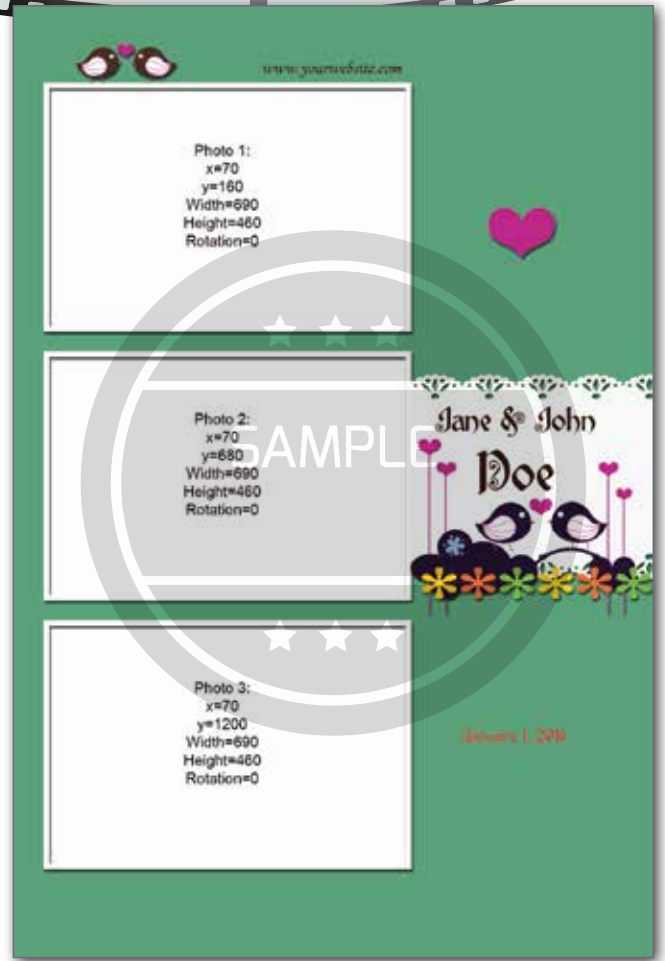 www.yourwebsite.com
Photo 1:
x=70
y=160
Width=690
Height=460
Rotation=0
Photo 2:
x=70
y=680
Width=690
Height=460
Rotation=0
SAMPLE
Jane & John
Doe
Photo 3:
x=70
y=1200
Width=690
Height=460
Rotation=0
January 1, 2014